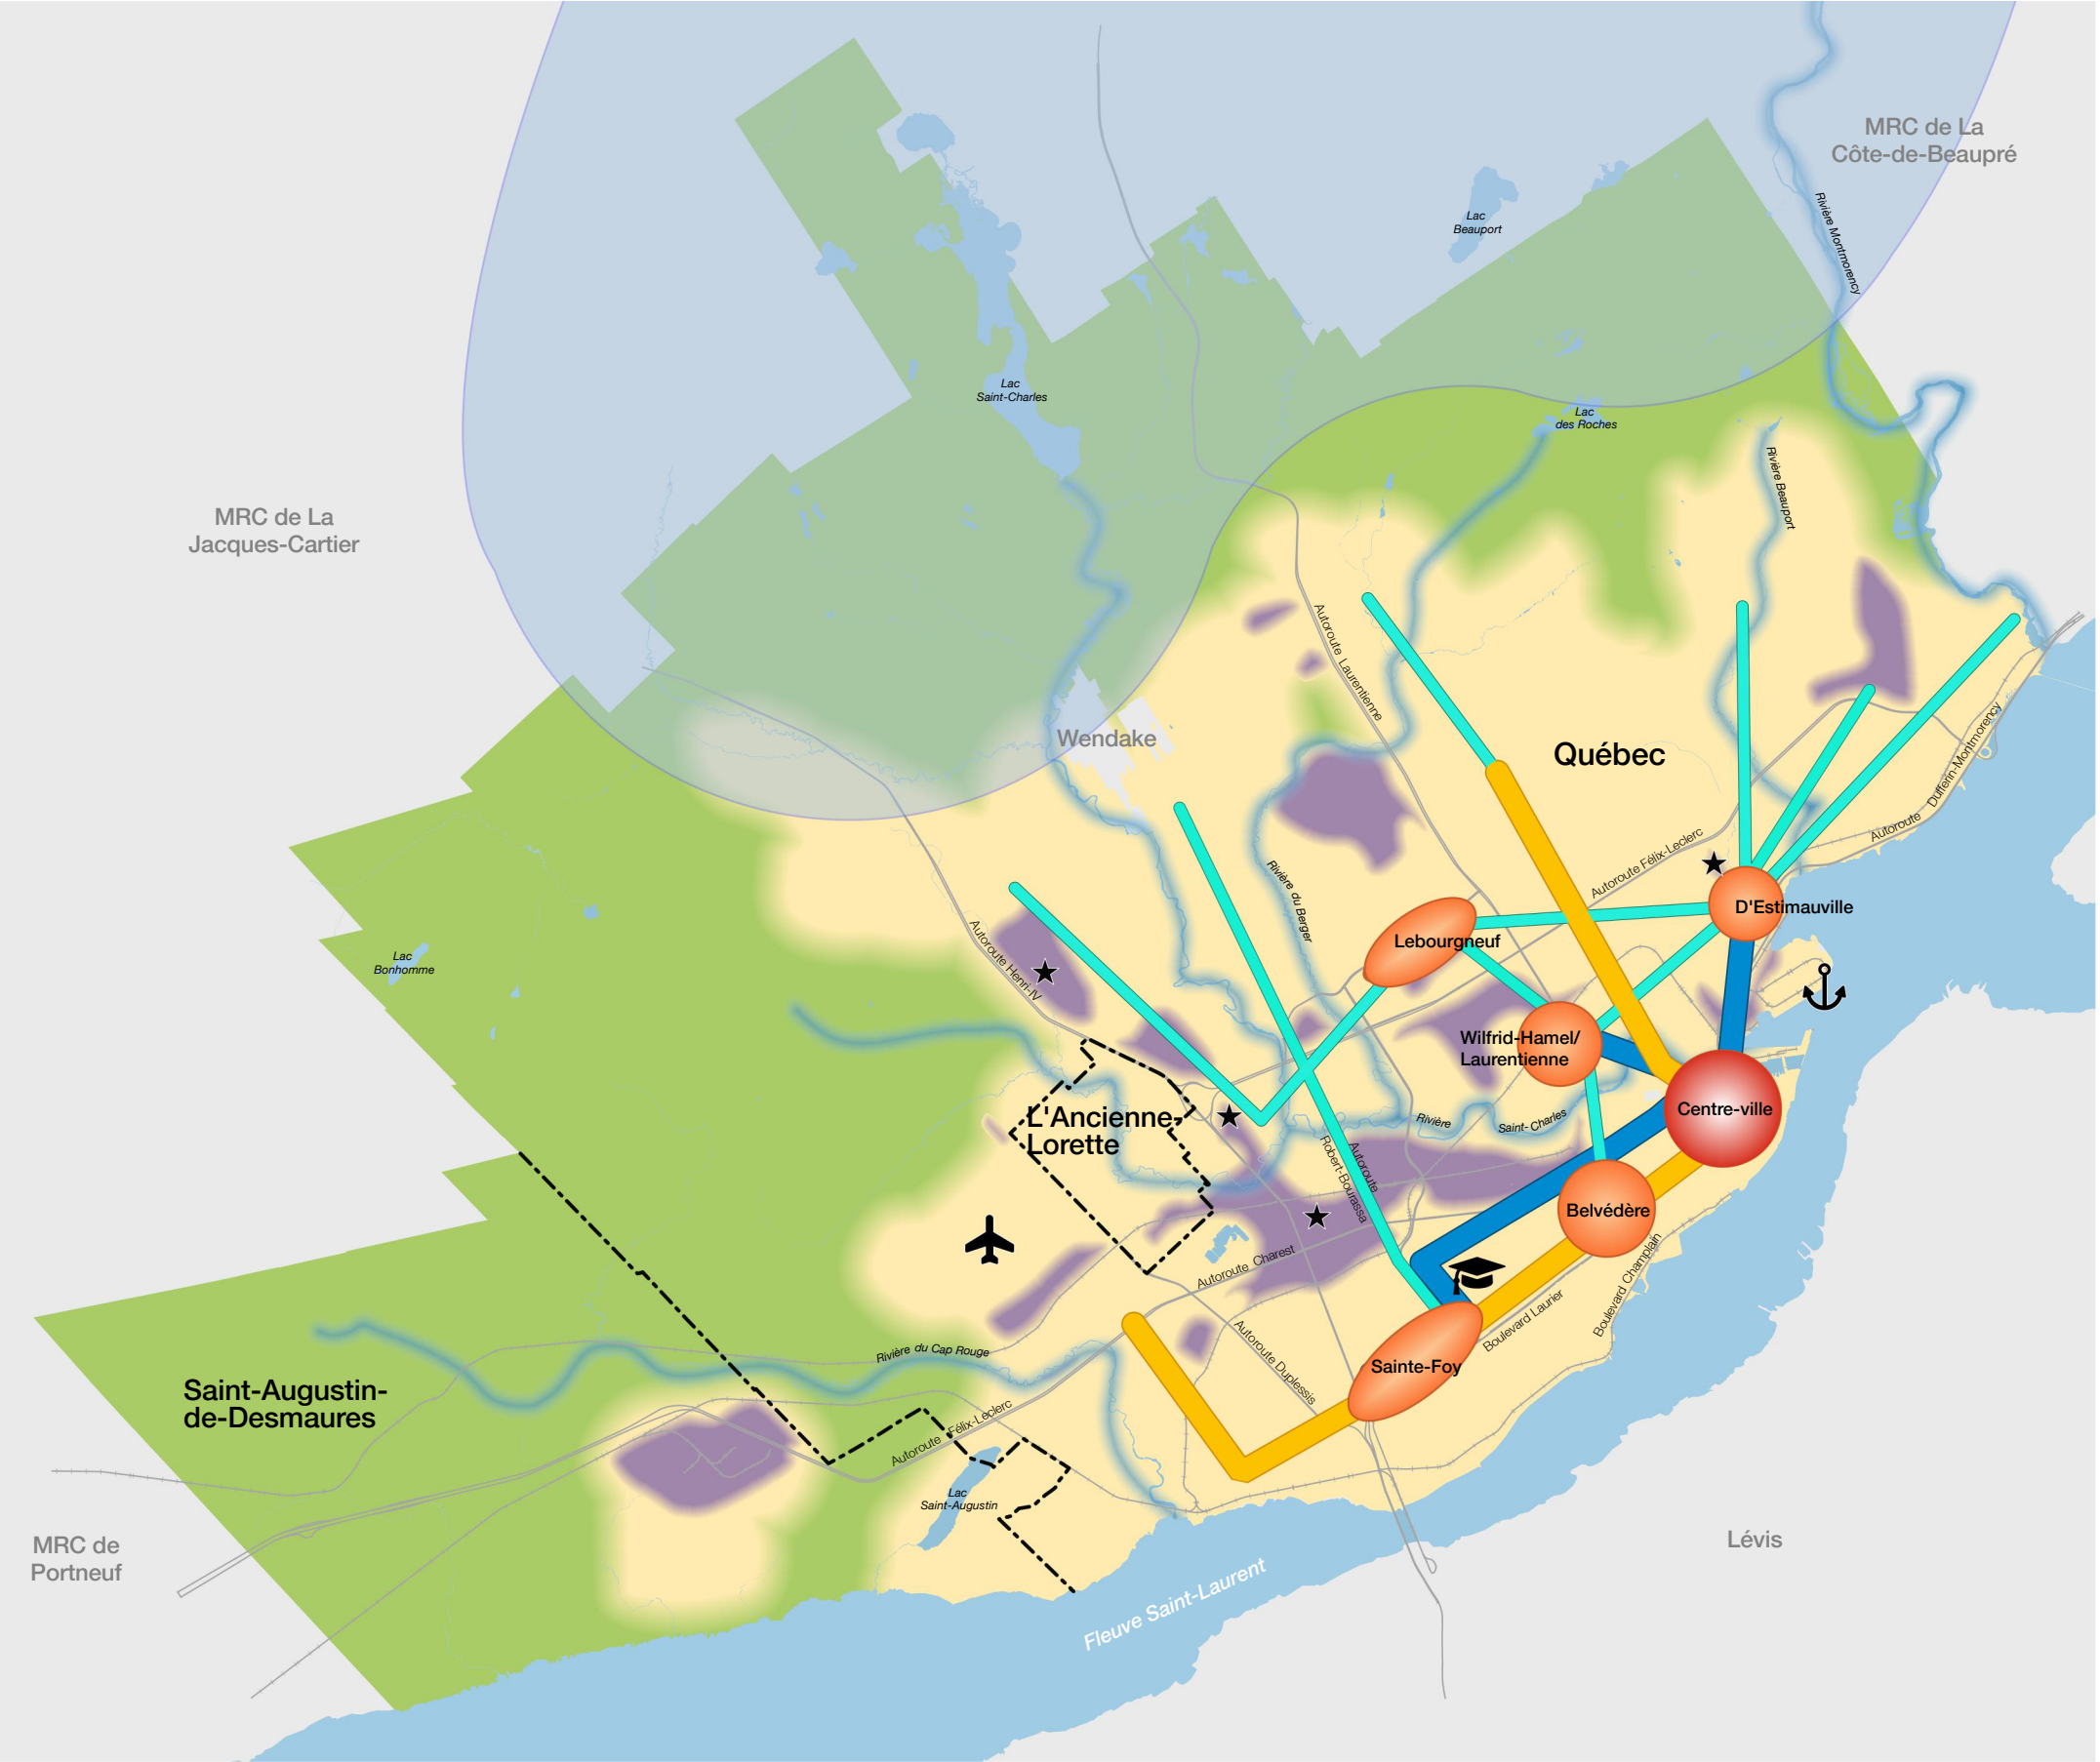 MRC de La
Côte-de-Beaupré
Rivière Montmorency
Lac
Beauport
Lac
Saint-Charles
Lac
des Roches
Rivière Beauport
MRC de La
Jacques-Cartier
Autoroute Laurentienne
Wendake
Québec
Dufferin-Montmorency
Autoroute
Autoroute Félix-Leclerc
Rivière du Berger
D'Estimauville
Lebourgneuf
Autoroute Henri-IV
Lac
Bonhomme
Wilfrid-Hamel/
Laurentienne
Centre-ville
L'Ancienne-
Lorette
Rivière
Saint-Charles
Autoroute
Robert-Bourassa
Belvédère
Autoroute Charest
Boulevard Champlain
Boulevard Laurier
Autoroute Duplessis
Rivière du Cap Rouge
Sainte-Foy
Saint-Augustin-
de-Desmaures
Autoroute Félix-Leclerc
Lac
Saint-Augustin
MRC de
Portneuf
Lévis
Fleuve Saint-Laurent